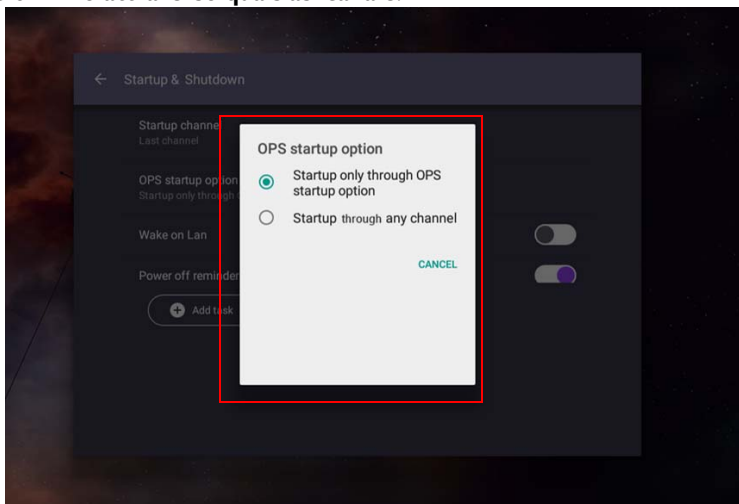 Startup & Shutdown
Startup channel
Last channel
OPS startup option
Startup only through
Wake on Lan
Power off reminder
Add task
OPS startup option
Startup only through OPS
startup option
Startup through any channel
CANCEL